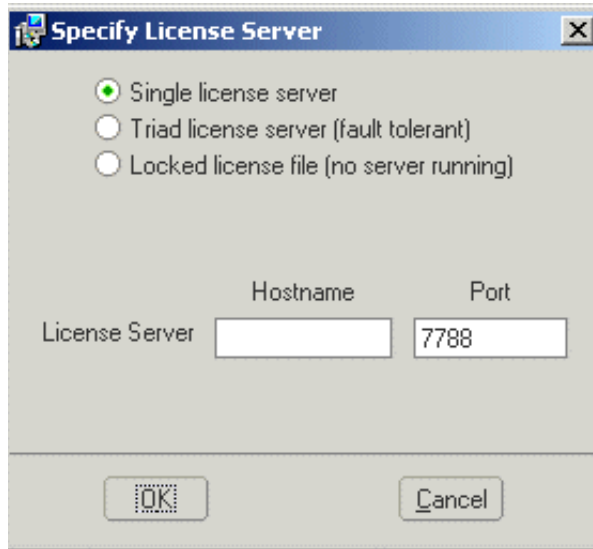 Specify License Server
Single license server
Triad license server (fault tolerant)
Locked license file (no server running)
Hostname Port
License Server 7788
OK Cancel